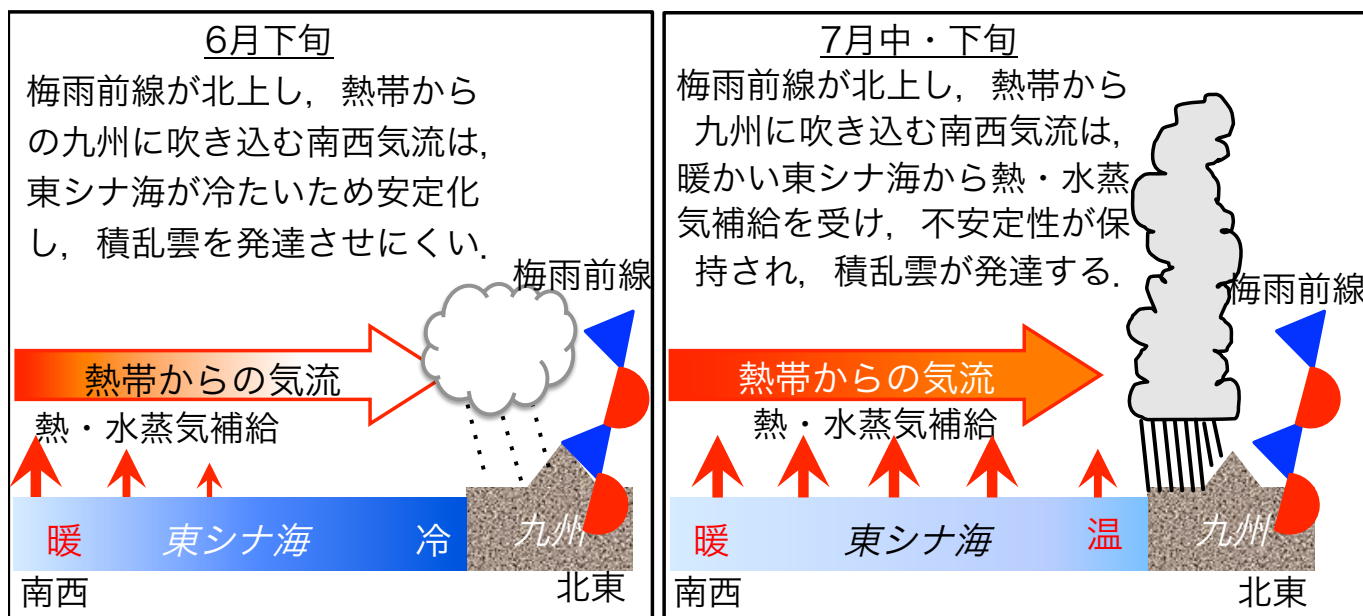 6月下旬
梅雨前線が北上し，熱帯から
の九州に吹き込む南西気流は，
東シナ海が冷たいため安定化
し，積乱雲を発達させにくい．
梅雨前線
熱帯からの気流
熱・水蒸気補給
暖 東シナ海 冷 九州
南西 北東
7月中・下旬
梅雨前線が北上し，熱帯から
九州に吹き込む南西気流は，
暖かい東シナ海から熱・水蒸
気補給を受け，不安定性が保
持され，積乱雲が発達する．
梅雨前線
熱帯からの気流
熱・水蒸気補給
暖 東シナ海 温 九州
南西 北東